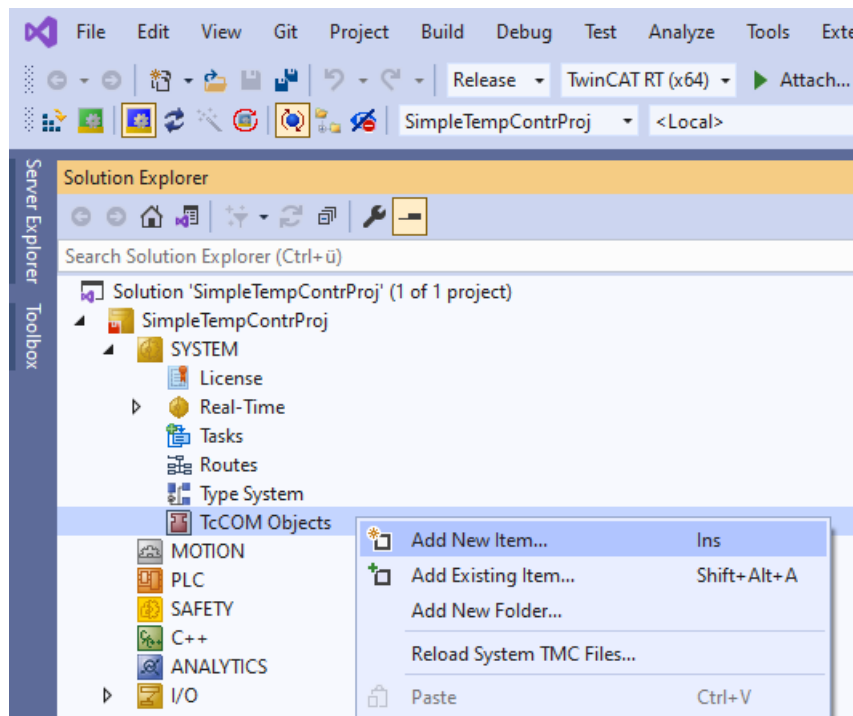 File Edit View Git Project Build Debug Test Analyze Tools Exte
Release TwinCAT RT (x64) Attach...
SimpleTempContrProj <Local>
Server Explorer
Toolbox
Solution Explorer
Search Solution Explorer (Ctrl+ü)
Solution 'SimpleTempContrProj' (1 of 1 project)
SimpleTempContrProj
SYSTEM
License
Real-Time
Tasks
Routes
Type System
TcCOM Objects
MOTION
PLC
SAFETY
C++
ANALYTICS
I/O
Add New Item... Ins
Add Existing Item... Shift+Alt+A
Add New Folder...
Reload System TMC Files...
Paste Ctrl+V